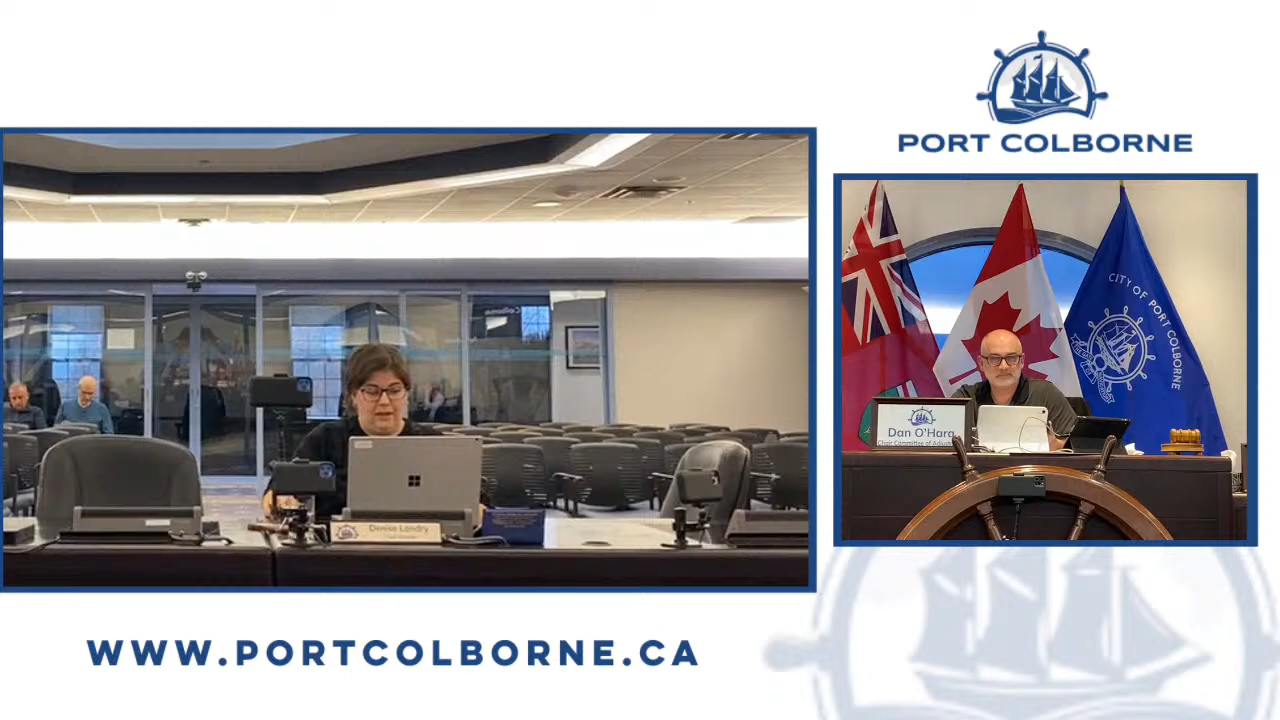 PORT COLBORNE
CITY OF PORT COLBORNE
Dan O'Hara
Chair Committee of Adjust
Denise Landry
WWW.PORTCOLBORNE.CA